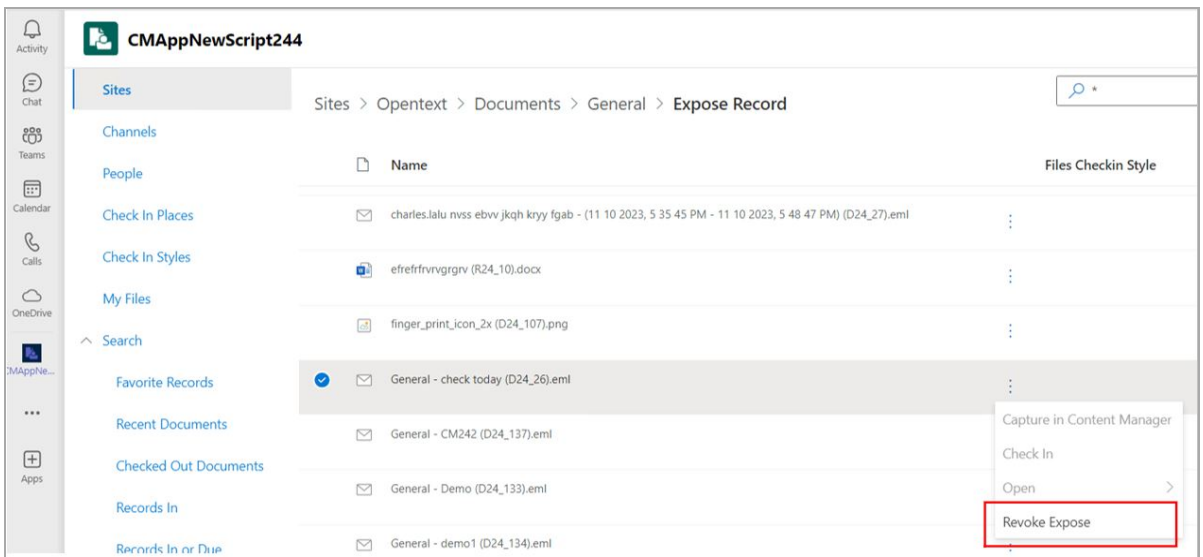 Activity
Chat
Teams
Calendar
Calls
OneDrive
CMAppNe...
Apps
CMAppNewScript244
Sites
Channels
People
Check In Places
Check In Styles
My Files
Search
Favorite Records
Recent Documents
Checked Out Documents
Records In
Records In or Due
Sites > Opentext > Documents > General > Expose Record
*
Name Files Checkin Style
charles.lalu nvss ebvv jkqh kryy fgab - (11 10 2023, 5 35 45 PM - 11 10 2023, 5 48 47 PM) (D24_27).eml
efrefrfrvrvgrgrv (R24_10).docx
finger_print_icon_2x (D24_107).png
General - check today (D24_26).eml
General - CM242 (D24_137).eml
General - Demo (D24_133).eml
General - demo1 (D24_134).eml
Capture in Content Manager
Check In
Open >
Revoke Expose